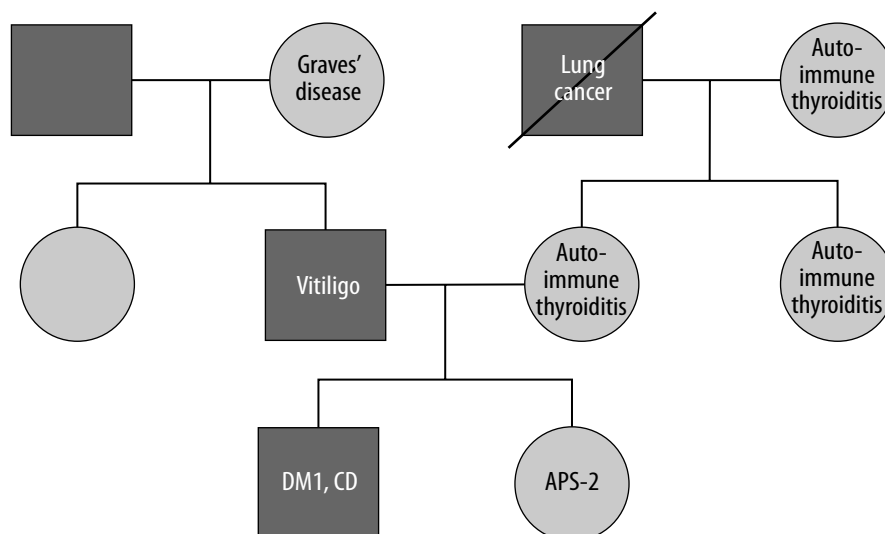 Graves’
disease
Lung
cancer
Auto-
immune
thyroiditis
Vitiligo
Auto-
immune
thyroiditis
Auto-
immune
thyroiditis
DM1, CD
APS-2